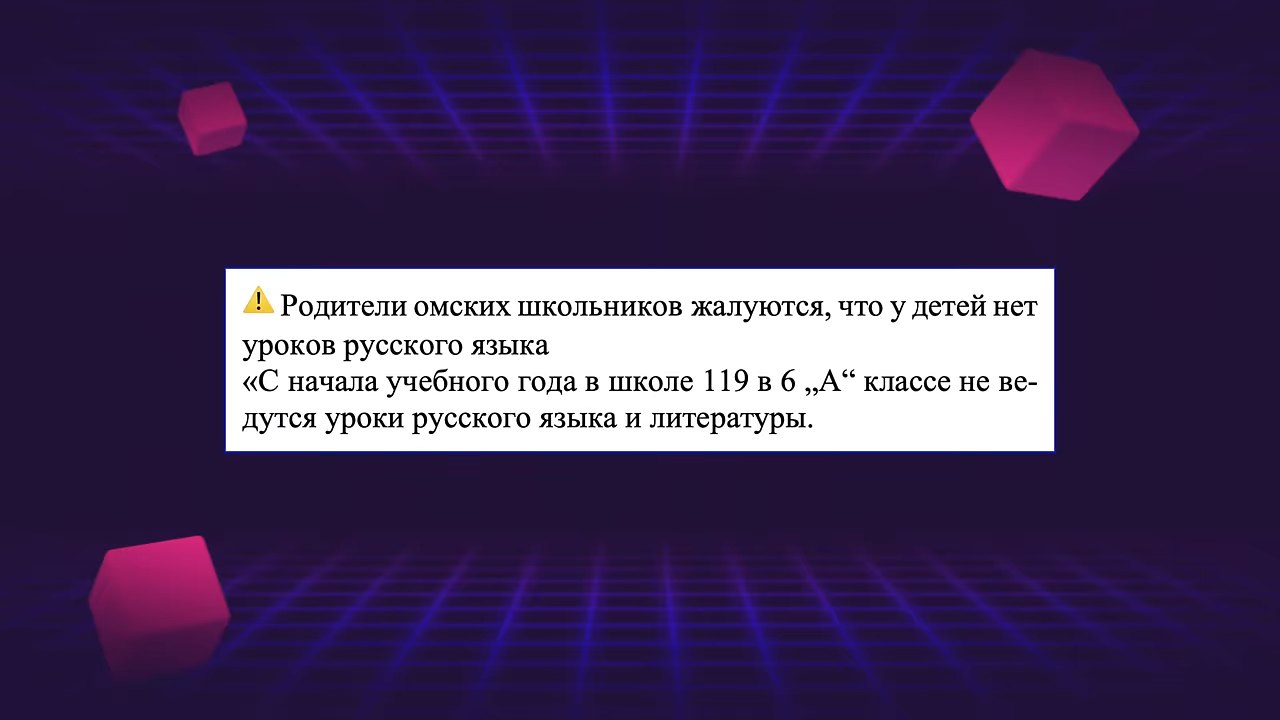 ⚠️ Родители омских школьников жалуются, что у детей нет
уроков русского языка
«С начала учебного года в школе 119 в 6 „А“ классе не ве-
дутся уроки русского языка и литературы.